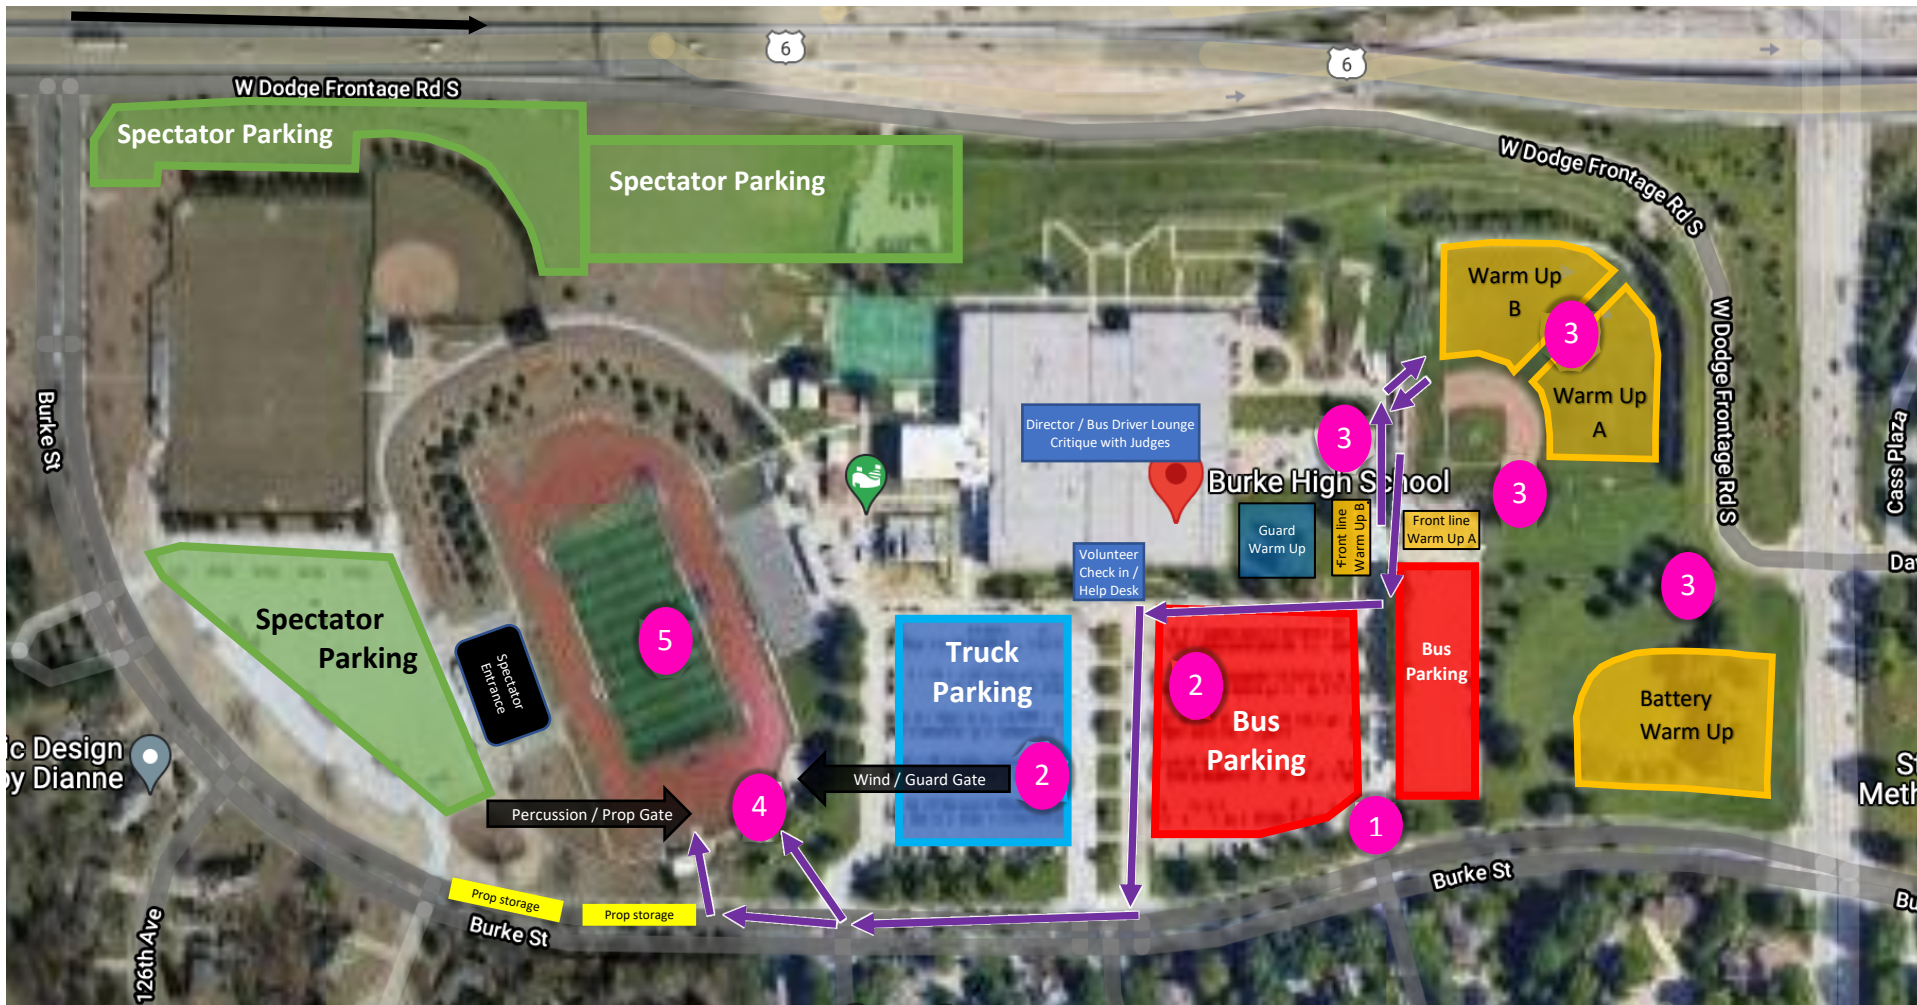 6
6
W Dodge Frontage Rd S
Spectator Parking
Spectator Parking
W Dodge Frontage Rd S
W Dodge Frontage Rd S
Warm Up
B
3
Warm Up
A
Burke St
Director / Bus Driver Lounge
Critique with Judges
3
Burke High School
3
Cass Plaza
Guard
Warm Up
Front line
Warm Up B
Front line
Warm Up A
Volunteer
Check in /
Help Desk
3
Spectator
Parking
Spectator
Entrance
5
Truck
Parking
2
Bus
Parking
Bus
Parking
Battery
Warm Up
ic Design
by Dianne
Wind / Guard Gate
2
Percussion / Prop Gate
4
1
Meth
Burke St
Prop storage
Prop storage
Burke St
126th Ave